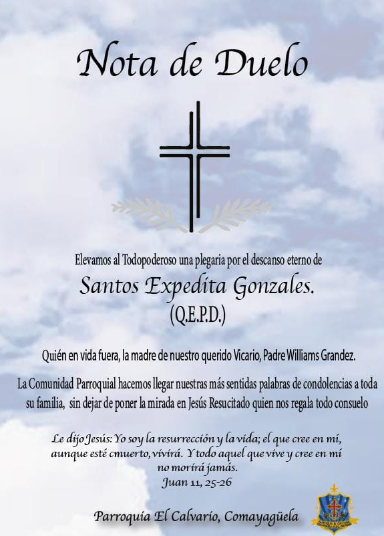 Nota de Duelo
Elevamos al Todopoderoso una plegaria por el descanso eterno de
Santos Expedita Gonzales.
(Q.E.P.D.)
Quién en vida fuera, la madre de nuestro querido Vicario, Padre Williams Grandez.
La Comunidad Parroquial hacemos llegar nuestras más sentidas palabras de condolencias a toda
su familia, sin dejar de poner la mirada en Jesús Resucitado quien nos regala todo consuelo
Le dijo Jesús: Yo soy la resurrección y la vida; el que cree en mí,
aunque esté cmuerto, vivirá. Y todo aquel que vive y cree en mí
no morirá jamás.
Juan 11, 25-26
Parroquia El Calvario, Comayagüela